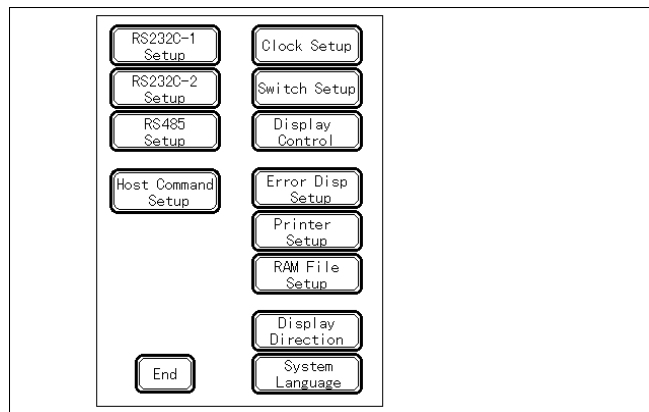 RS232C-1
Setup
RS232C-2
Setup
RS485
Setup
Host Command
Setup
End
Clock Setup
Switch Setup
Display
Control
Error Disp
Setup
Printer
Setup
RAM File
Setup
Display
Direction
System
Language